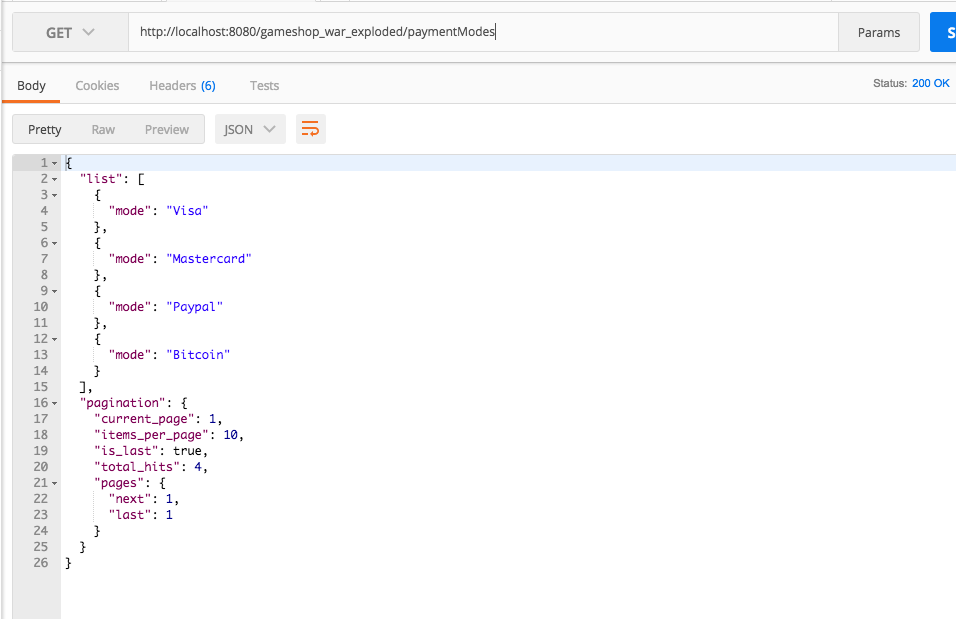 GET http://localhost:8080/gameshop_war_exploded/paymentModes Params S
Body Cookies Headers (6) Tests Status: 200 OK
Pretty Raw Preview JSON
1 {
2 "list": [
3 {
4 "mode": "Visa"
5 },
6 {
7 "mode": "Mastercard"
8 },
9 {
10 "mode": "Paypal"
11 },
12 {
13 "mode": "Bitcoin"
14 }
15 ],
16 "pagination": {
17 "current_page": 1,
18 "items_per_page": 10,
19 "is_last": true,
20 "total_hits": 4,
21 "pages": {
22 "next": 1,
23 "last": 1
24 }
25 }
26 }